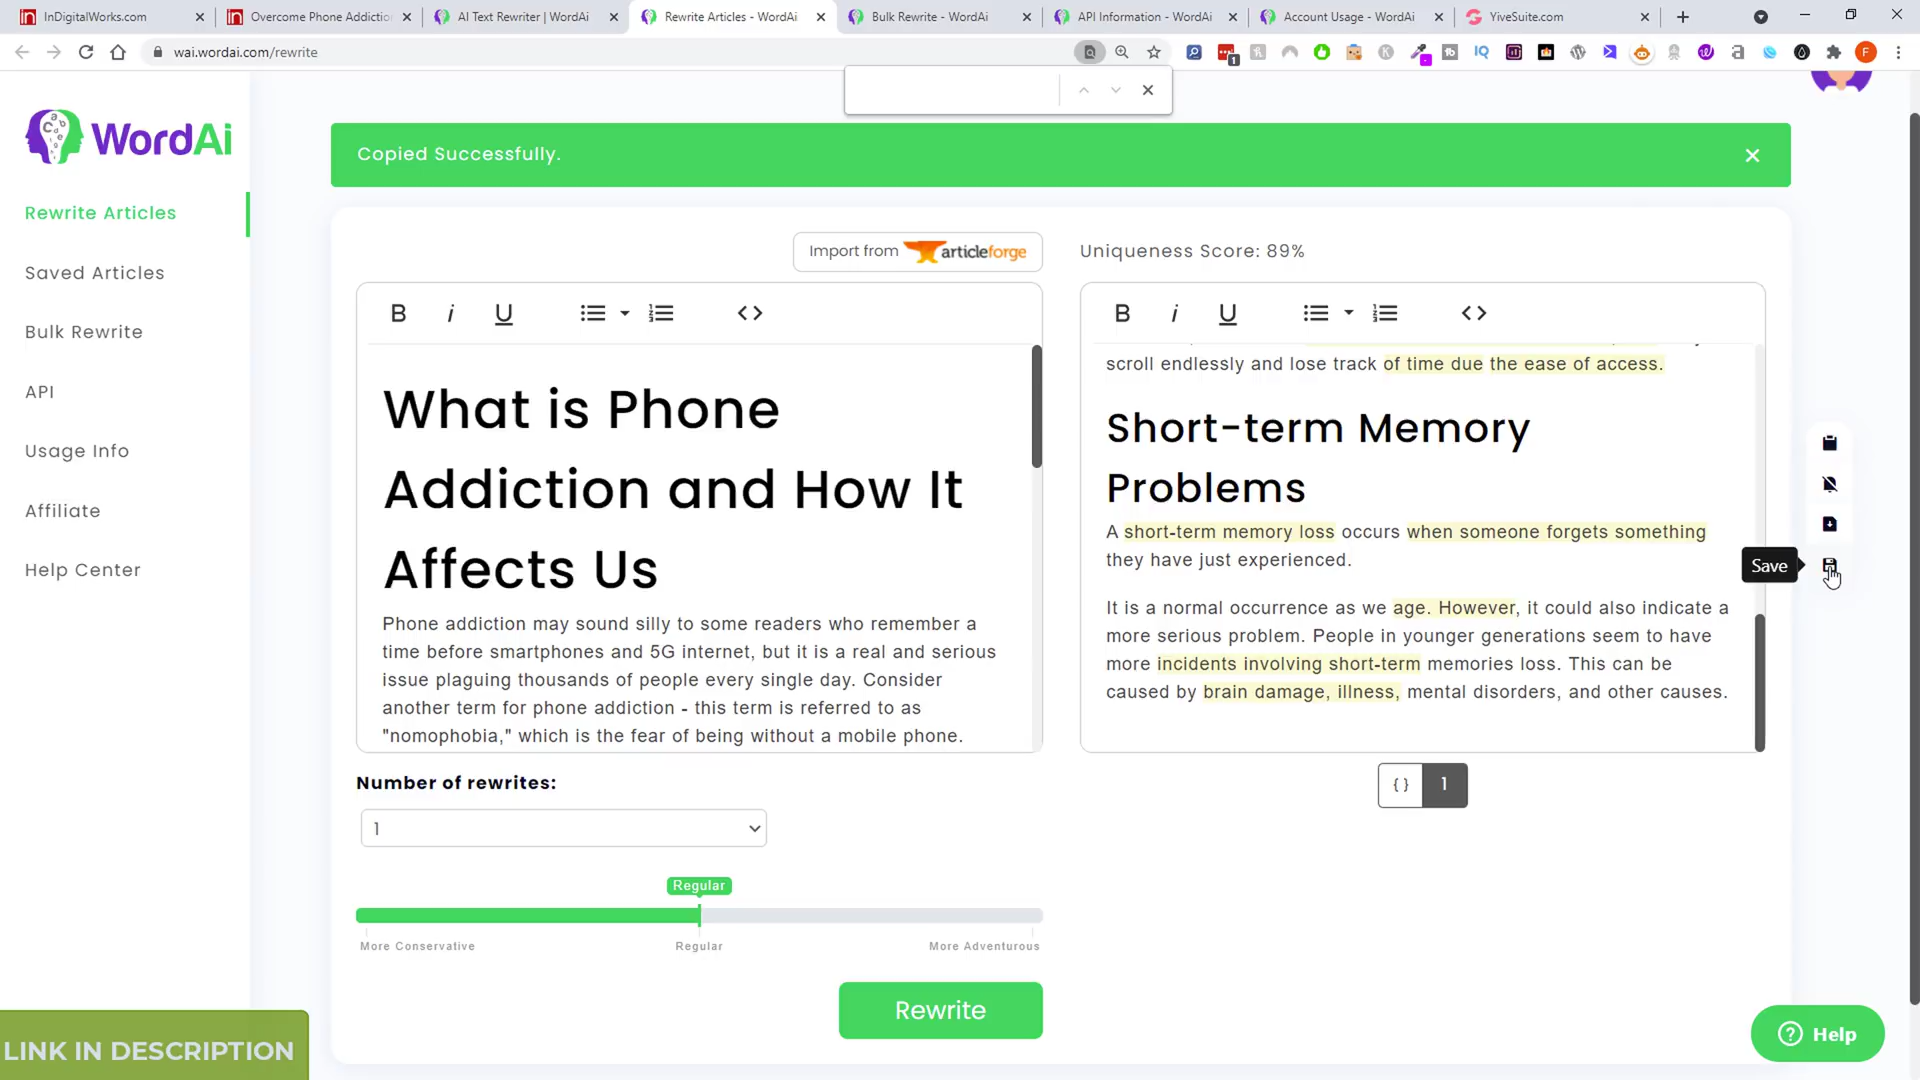 InDigitalWorks.com
Overcome Phone Addictio
AI Text Rewriter | WordAi
Rewrite Articles - WordAi
Bulk Rewrite - WordAi
API Information - WordAi
Account Usage - WordAi
YiveSuite.com
wai.wordai.com/rewrite
WordAi
Rewrite Articles
Saved Articles
Bulk Rewrite
API
Usage Info
Affiliate
Help Center
Copied Successfully.
Import from articleforge
Uniqueness Score: 89%
What is Phone
Addiction and How It
Affects Us
Phone addiction may sound silly to some readers who remember a
time before smartphones and 5G internet, but it is a real and serious
issue plaguing thousands of people every single day. Consider
another term for phone addiction - this term is referred to as
"nomophobia," which is the fear of being without a mobile phone.
scroll endlessly and lose track of time due the ease of access.
Short-term Memory
Problems
A short-term memory loss occurs when someone forgets something
they have just experienced.
It is a normal occurrence as we age. However, it could also indicate a
more serious problem. People in younger generations seem to have
more incidents involving short-term memories loss. This can be
caused by brain damage, illness, mental disorders, and other causes.
Save
{ } 1
Number of rewrites:
1
Regular
More Conservative
Regular
More Adventurous
Rewrite
Help
LINK IN DESCRIPTION